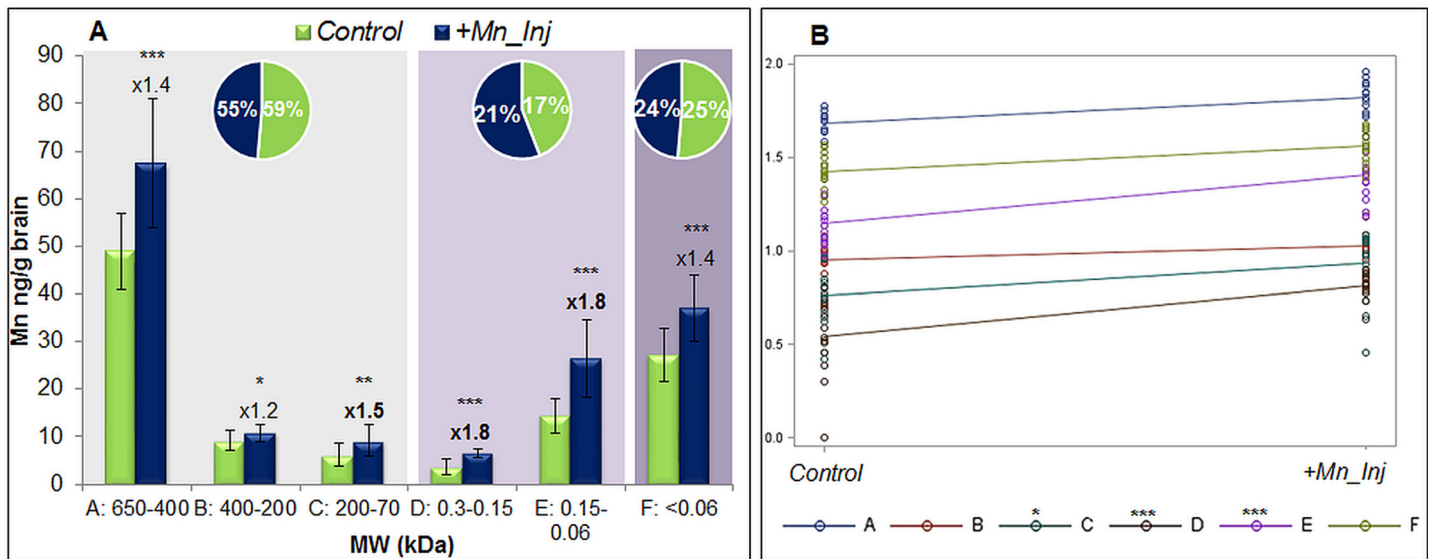 A
Control +Mn_Inj
B
Mn ng/g brain
90
80
70
60
50
40
30
20
10
0
***
x1.4
*
x1.2
**
x1.5
***
x1.8
***
x1.8
***
x1.4
55% 59%
21% 17%
24% 25%
A: 650-400 B: 400-200 C: 200-70 D: 0.3-0.15 E: 0.15-
0.06 F: <0.06
MW (kDa)
2.0
1.5
1.0
0.5
0.0
Control +Mn_Inj
* *** ***
A B C D E F